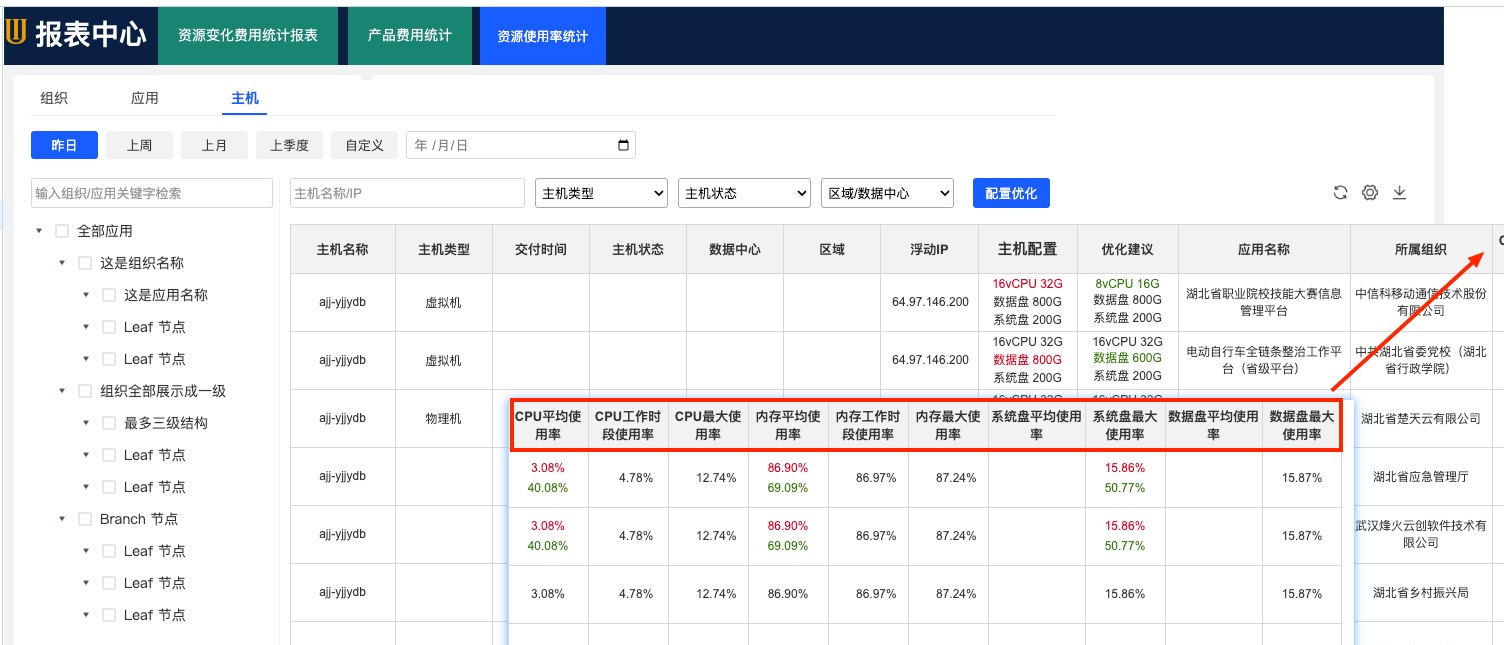 报表中心
资源变化费用统计报表
产品费用统计
资源使用率统计
组织
应用
主机
昨日
上周
上月
上季度
自定义
年 /月/日
输入组织/应用关键字检索
主机名称/IP
主机类型
主机状态
区域/数据中心
配置优化
全部应用
这是组织名称
这是应用名称
Leaf 节点
Leaf 节点
组织全部展示成一级
最多三级结构
Leaf 节点
Leaf 节点
Branch 节点
Leaf 节点
Leaf 节点
Leaf 节点
主机名称
主机类型
交付时间
主机状态
数据中心
区域
浮动IP
主机配置
优化建议
应用名称
所属组织
ajj-yjjydb
虚拟机
64.97.146.200
16vCPU 32G
数据盘 800G
系统盘 200G
8vCPU 16G
数据盘 800G
系统盘 200G
湖北省职业院校技能大赛信息
管理平台
中信科移动通信技术股份
有限公司
ajj-yjjydb
虚拟机
64.97.146.200
16vCPU 32G
数据盘 800G
系统盘 200G
16vCPU 32G
数据盘 600G
系统盘 200G
电动自行车全链条整治工作平
台（省级平台）
中共湖北省委党校（湖北
省行政学院）
ajj-yjjydb
物理机
湖北省楚天云有限公司
ajj-yjjydb
湖北省应急管理厅
ajj-yjjydb
武汉烽火云创软件技术有
限公司
ajj-yjjydb
湖北省乡村振兴局
CPU平均使
用率
CPU工作时
段使用率
CPU最大使
用率
内存平均使
用率
内存工作时
段使用率
内存最大使
用率
系统盘平均使用
率
系统盘最大
使用率
数据盘平均使用
率
数据盘最大
使用率
3.08%
40.08%
4.78%
12.74%
86.90%
69.09%
86.97%
87.24%
15.86%
50.77%
15.87%
3.08%
40.08%
4.78%
12.74%
86.90%
69.09%
86.97%
87.24%
15.86%
50.77%
15.87%
3.08%
4.78%
12.74%
86.90%
86.97%
87.24%
15.86%
15.87%